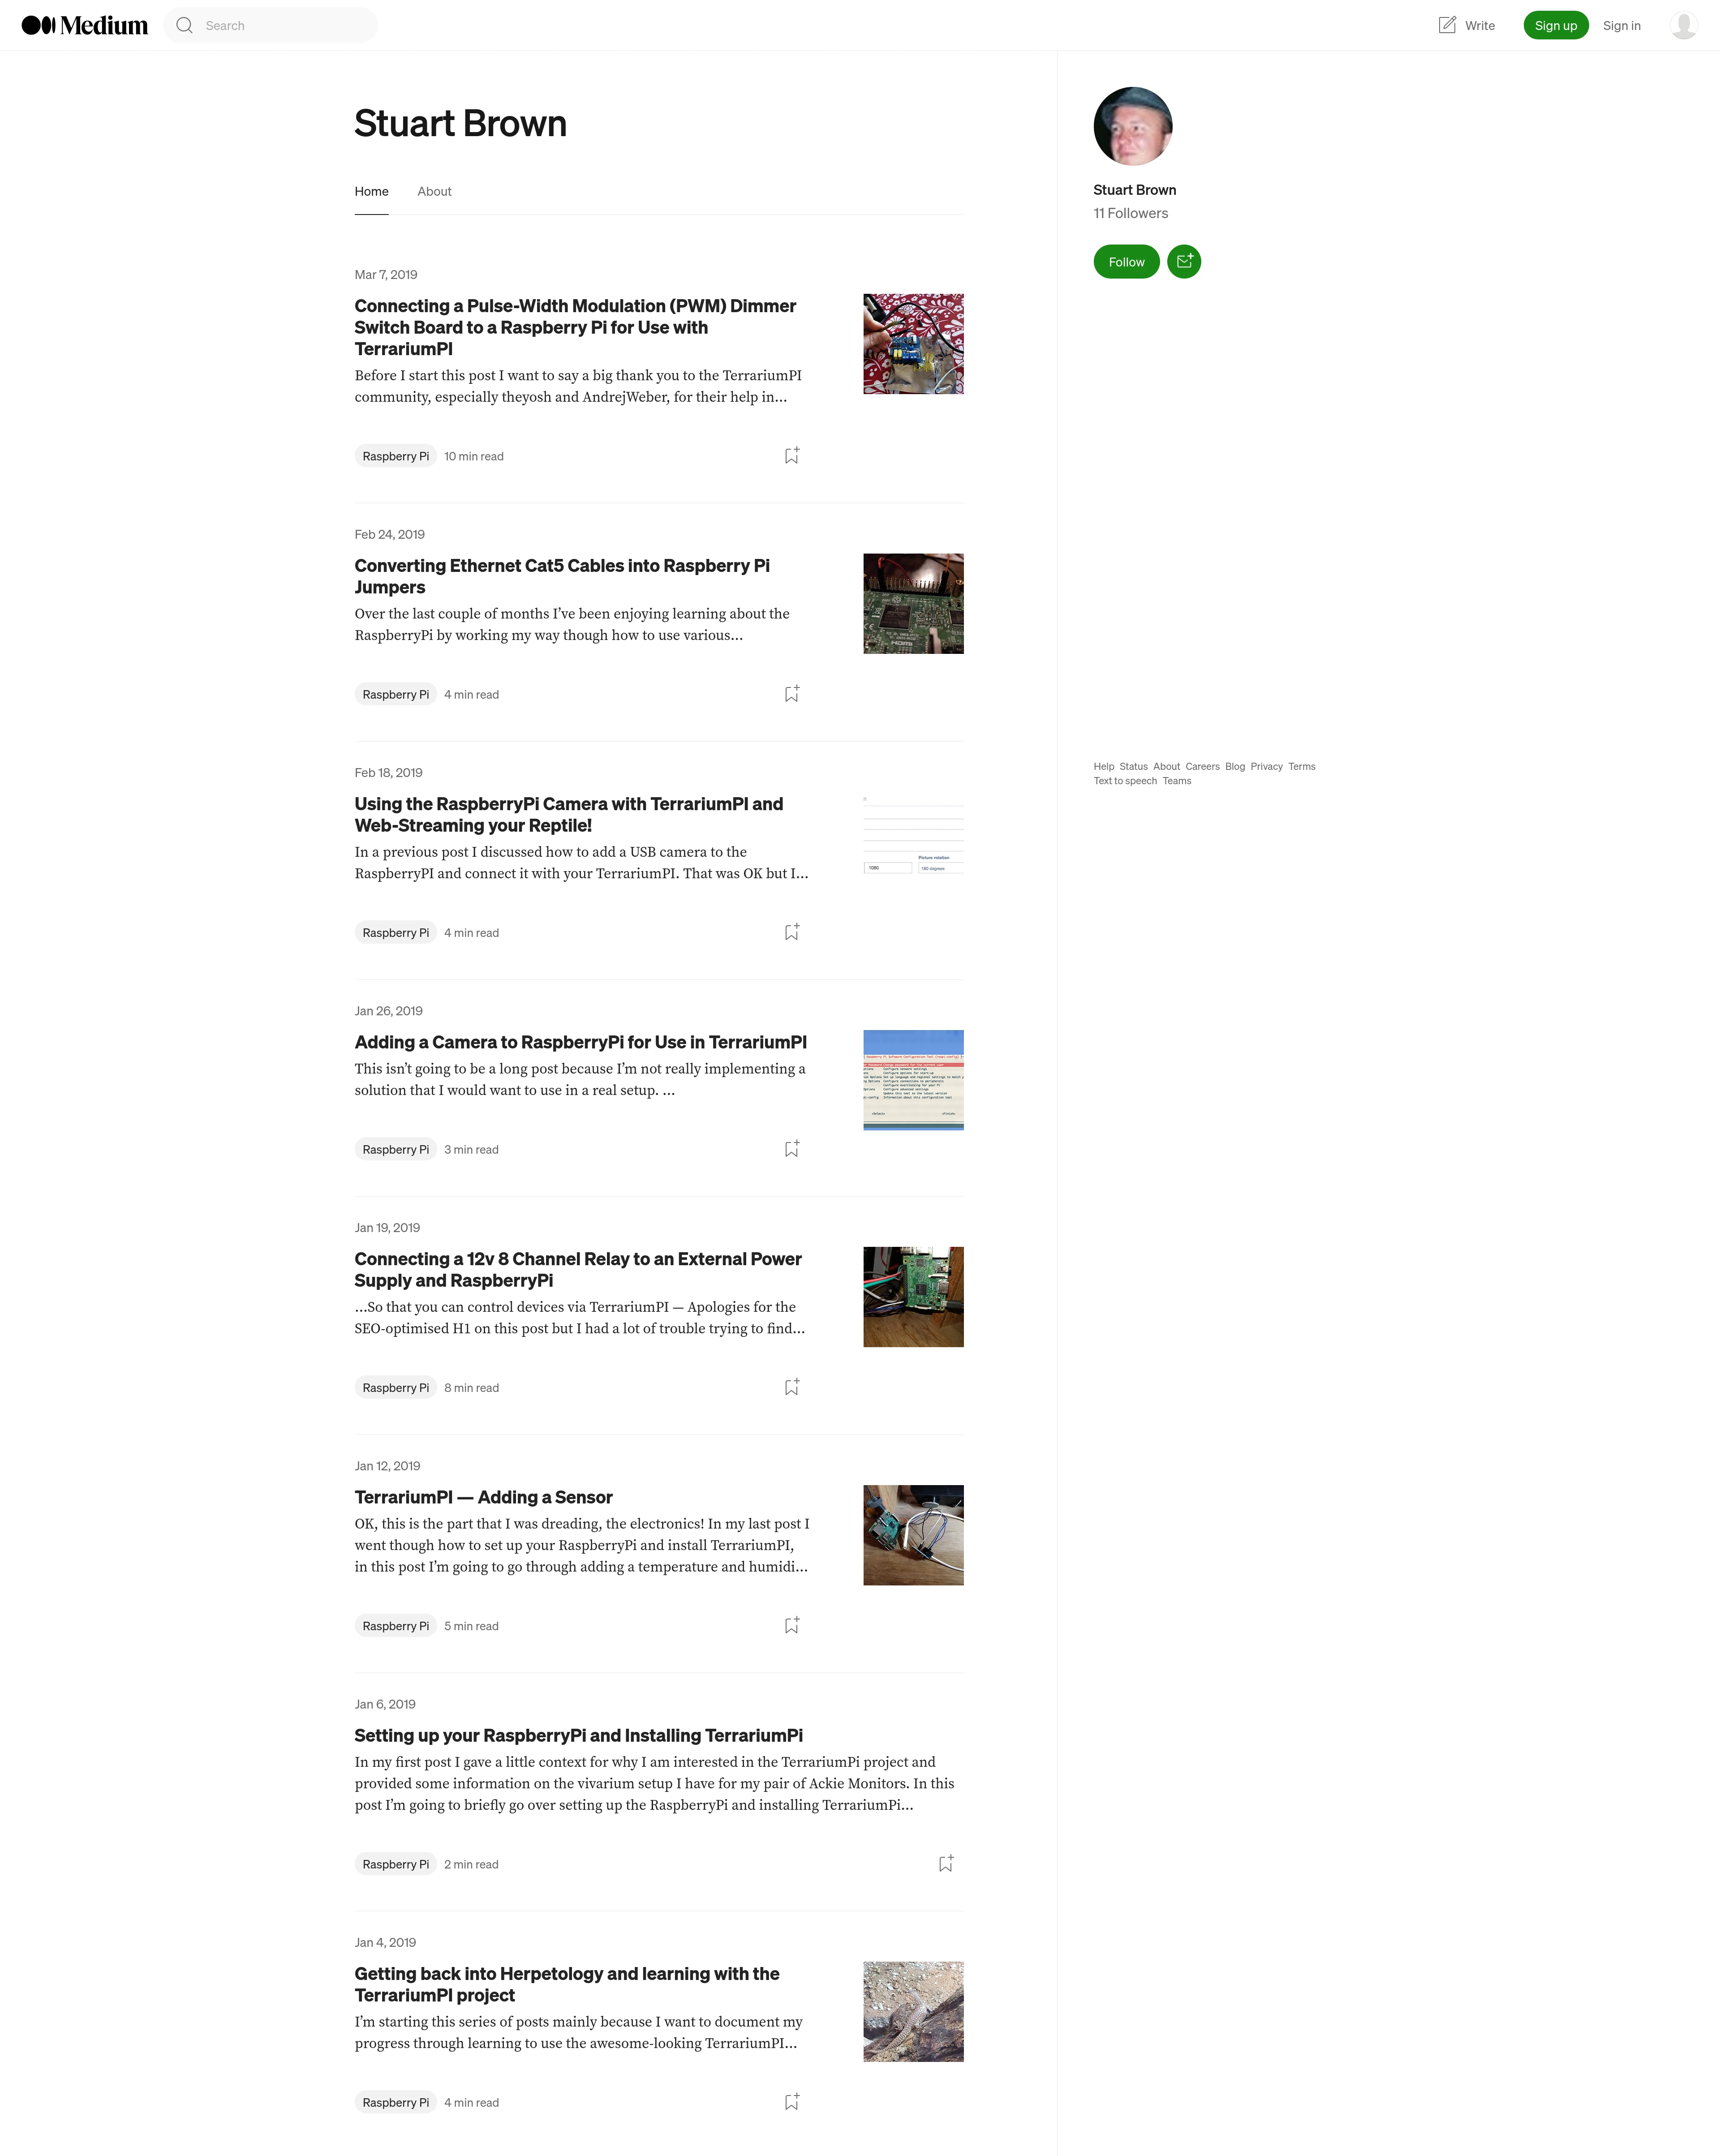 Medium
Search
Write
Sign up
Sign in
Stuart Brown
Home
About
Mar 7, 2019
Connecting a Pulse-Width Modulation (PWM) Dimmer
Switch Board to a Raspberry Pi for Use with
TerrariumPI
Before I start this post I want to say a big thank you to the TerrariumPI
community, especially theyosh and AndrejWeber, for their help in…
Raspberry Pi
10 min read
Feb 24, 2019
Converting Ethernet Cat5 Cables into Raspberry Pi
Jumpers
Over the last couple of months I’ve been enjoying learning about the
RaspberryPi by working my way though how to use various…
Raspberry Pi
4 min read
Feb 18, 2019
Using the RaspberryPi Camera with TerrariumPI and
Web-Streaming your Reptile!
In a previous post I discussed how to add a USB camera to the
RaspberryPI and connect it with your TerrariumPI. That was OK but I…
Picture rotation
1080
180 degrees
Raspberry Pi
4 min read
Jan 26, 2019
Adding a Camera to RaspberryPi for Use in TerrariumPI
This isn’t going to be a long post because I’m not really implementing a
solution that I would want to use in a real setup. …
Raspberry Pi
3 min read
Jan 19, 2019
Connecting a 12v 8 Channel Relay to an External Power
Supply and RaspberryPi
…So that you can control devices via TerrariumPI — Apologies for the
SEO-optimised H1 on this post but I had a lot of trouble trying to find…
Raspberry Pi
8 min read
Jan 12, 2019
TerrariumPI — Adding a Sensor
OK, this is the part that I was dreading, the electronics! In my last post I
went though how to set up your RaspberryPi and install TerrariumPI,
in this post I’m going to go through adding a temperature and humidi…
Raspberry Pi
5 min read
Jan 6, 2019
Setting up your RaspberryPi and Installing TerrariumPi
In my first post I gave a little context for why I am interested in the TerrariumPi project and
provided some information on the vivarium setup I have for my pair of Ackie Monitors. In this
post I’m going to briefly go over setting up the RaspberryPi and installing TerrariumPi…
Raspberry Pi
2 min read
Jan 4, 2019
Getting back into Herpetology and learning with the
TerrariumPI project
I’m starting this series of posts mainly because I want to document my
progress through learning to use the awesome-looking TerrariumPI…
Raspberry Pi
4 min read
Stuart Brown
11 Followers
Follow
Help Status About Careers Blog Privacy Terms
Text to speech Teams